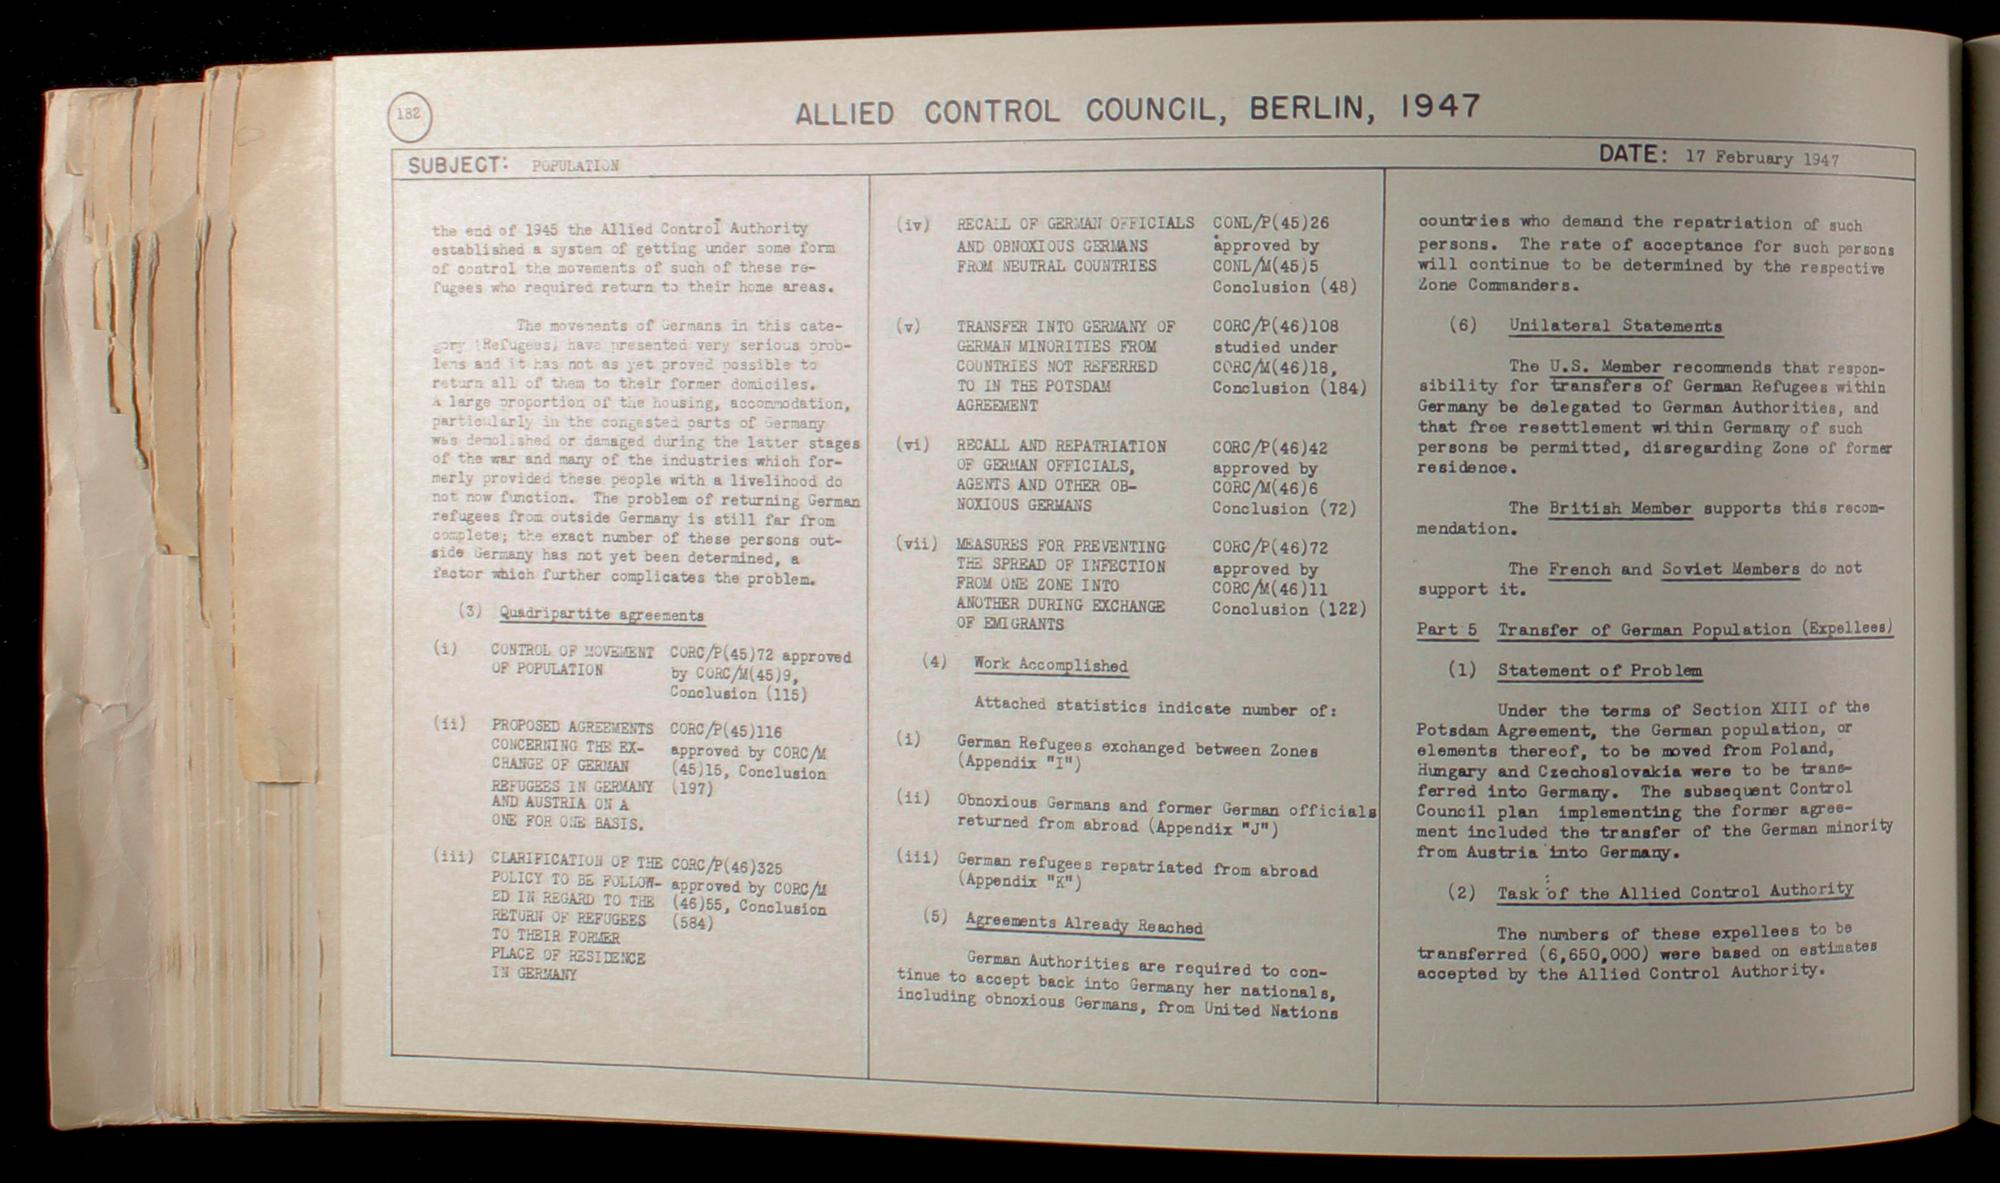 182
ALLIED CONTROL COUNCIL, BERLIN, 1947
SUBJECT: POPULATION
DATE: 17 February 1947
the end of 1945 the Allied Control Authority
established a system of getting under some form
of control the movements of such of these re-
fugees who required return to their home areas.
The movements of Germans in this cate-
gory (Refugees) have presented very serious prob-
lems and it has not as yet proved possible to
return all of them to their former domiciles.
A large proportion of the housing, accommodation,
particularly in the congested parts of Germany
was demolished or damaged during the latter stages
of the war and many of the industries which for-
merly provided these people with a livelihood do
not now function. The problem of returning German
refugees from outside Germany is still far from
complete; the exact number of these persons out-
side Germany has not yet been determined, a
factor which further complicates the problem.
(3) Quadripartite agreements
(i) CONTROL OF MOVEMENT CORC/P(45)72 approved
OF POPULATION by CORC/M(45)9,
Conclusion (115)
(ii) PROPOSED AGREEMENTS CORC/P(45)116
CONCERNING THE EX- approved by CORC/M
CHANGE OF GERMAN (45)15, Conclusion
REFUGEES IN GERMANY (197)
AND AUSTRIA ON A
ONE FOR ONE BASIS.
(iii) CLARIFICATION OF THE CORC/P(46)325
POLICY TO BE FOLLOW- approved by CORC/M
ED IN REGARD TO THE (46)55, Conclusion
RETURN OF REFUGEES (584)
TO THEIR FORMER
PLACE OF RESIDENCE
IN GERMANY
(iv) RECALL OF GERMAN OFFICIALS CONL/P(45)26
AND OBNOXIOUS GERMANS approved by
FROM NEUTRAL COUNTRIES CONL/M(45)5
Conclusion (48)
(v) TRANSFER INTO GERMANY OF CORC/P(46)108
GERMAN MINORITIES FROM studied under
COUNTRIES NOT REFERRED CORC/M(46)18,
TO IN THE POTSDAM Conclusion (184)
AGREEMENT
(vi) RECALL AND REPATRIATION CORC/P(46)42
OF GERMAN OFFICIALS, approved by
AGENTS AND OTHER OB- CORC/M(46)6
NOXIOUS GERMANS Conclusion (72)
(vii) MEASURES FOR PREVENTING CORC/P(46)72
THE SPREAD OF INFECTION approved by
FROM ONE ZONE INTO CORC/M(46)11
ANOTHER DURING EXCHANGE Conclusion (122)
OF EMIGRANTS
(4) Work Accomplished
Attached statistics indicate number of:
(i) German Refugees exchanged between Zones
(Appendix "I")
(ii) Obnoxious Germans and former German officials
returned from abroad (Appendix "J")
(iii) German refugees repatriated from abroad
(Appendix "K")
(5) Agreements Already Reached
German Authorities are required to con-
tinue to accept back into Germany her nationals,
including obnoxious Germans, from United Nations
countries who demand the repatriation of such
persons. The rate of acceptance for such persons
will continue to be determined by the respective
Zone Commanders.
(6) Unilateral Statements
The U.S. Member recommends that respon-
sibility for transfers of German Refugees within
Germany be delegated to German Authorities, and
that free resettlement within Germany of such
persons be permitted, disregarding Zone of former
residence.
The British Member supports this recom-
mendation.
The French and Soviet Members do not
support it.
Part 5 Transfer of German Population (Expellees)
(1) Statement of Problem
Under the terms of Section XIII of the
Potsdam Agreement, the German population, or
elements thereof, to be moved from Poland,
Hungary and Czechoslovakia were to be trans-
ferred into Germany. The subsequent Control
Council plan implementing the former agree-
ment included the transfer of the German minority
from Austria into Germany.
(2) Task of the Allied Control Authority
The numbers of these expellees to be
transferred (6,650,000) were based on estimates
accepted by the Allied Control Authority.